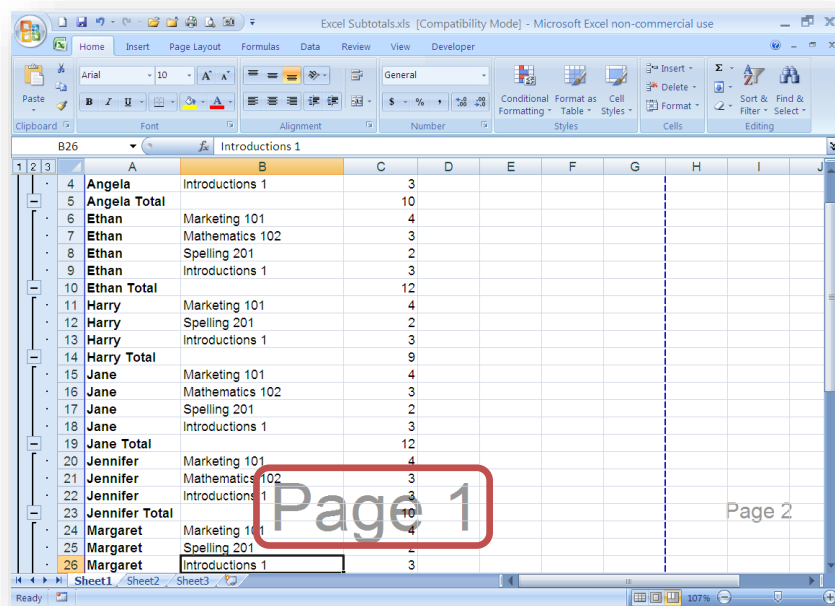 Excel Subtotals.xls [Compatibility Mode] - Microsoft Excel non-commercial use
Home Insert Page Layout Formulas Data Review View Developer
Paste
Arial 10
B I U
General
$ % ,
Conditional Formatting
Format as Table
Cell Styles
Insert
Delete
Format
Σ
Sort & Filter
Find & Select
Clipboard Font Alignment Number Styles Cells Editing
B26 fx Introductions 1
1 2 3 A B C D E F G H I J
4 Angela Introductions 1 3
5 Angela Total 10
6 Ethan Marketing 101 4
7 Ethan Mathematics 102 3
8 Ethan Spelling 201 2
9 Ethan Introductions 1 3
10 Ethan Total 12
11 Harry Marketing 101 4
12 Harry Spelling 201 2
13 Harry Introductions 1 3
14 Harry Total 9
15 Jane Marketing 101 4
16 Jane Mathematics 102 3
17 Jane Spelling 201 2
18 Jane Introductions 1 3
19 Jane Total 12
20 Jennifer Marketing 101 4
21 Jennifer Mathematics 102 3
22 Jennifer Introductions 1 3
23 Jennifer Total 10
24 Margaret Marketing 101 4
25 Margaret Spelling 201 2
26 Margaret Introductions 1 3
Page 1
Page 2
Sheet1 Sheet2 Sheet3
Ready 107%